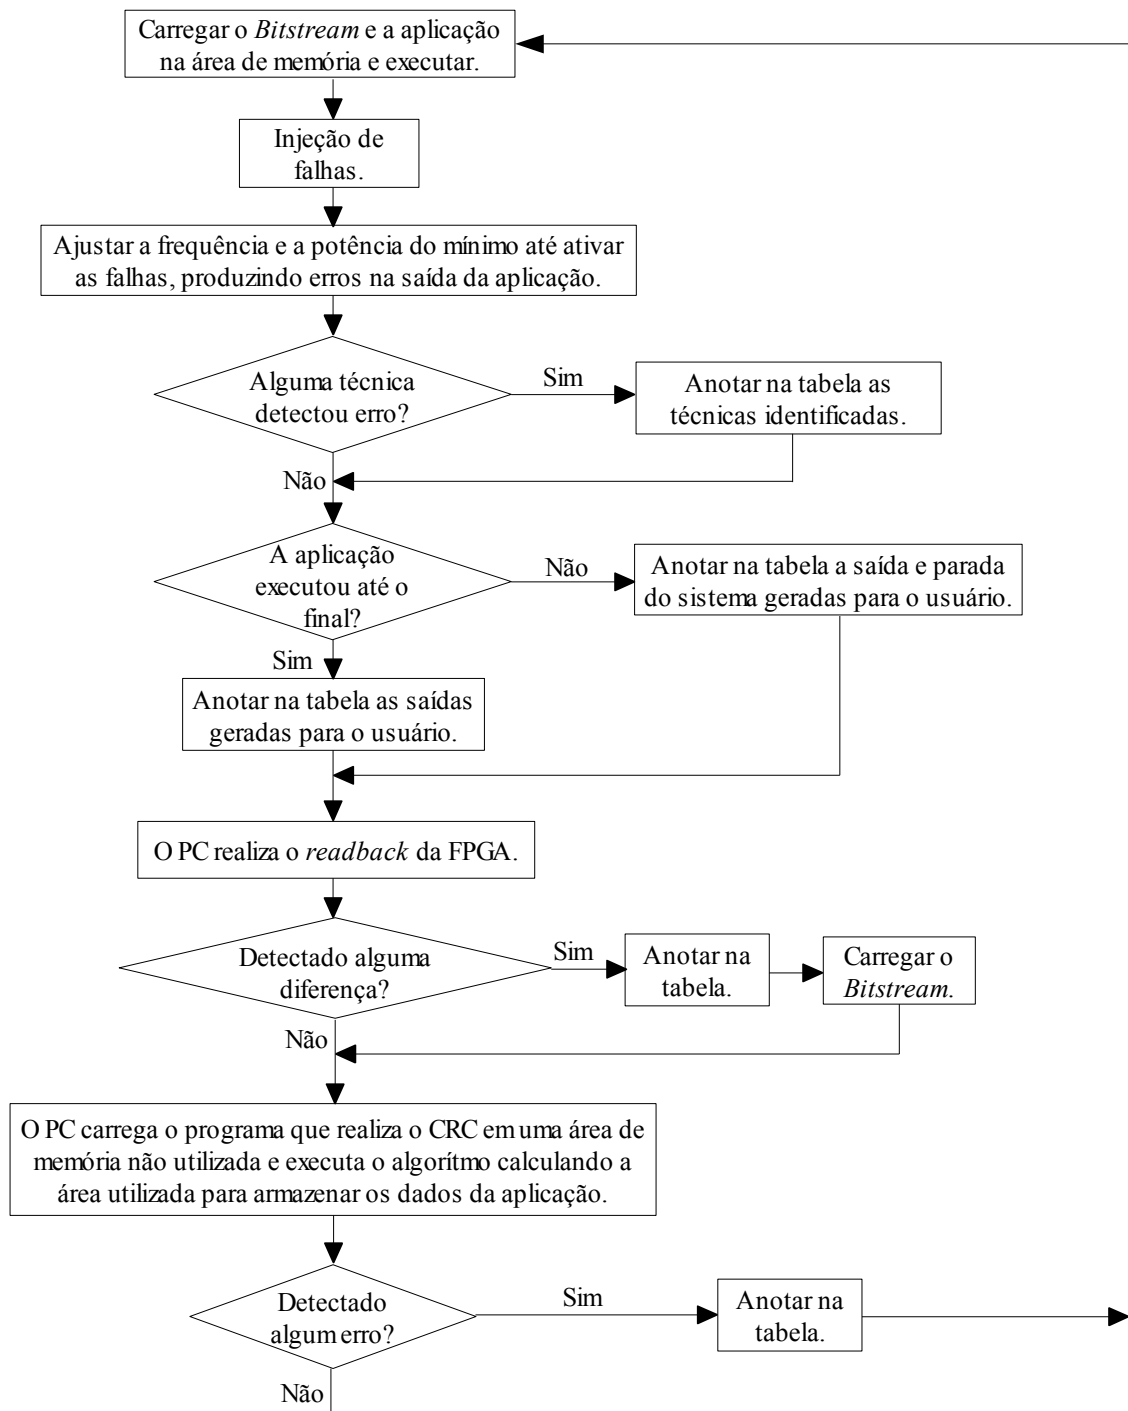 Carregar o Bitstream e a aplicação
na área de memória e executar.
Injeção de
falhas.
Ajustar a frequência e a potência do mínimo até ativar
as falhas, produzindo erros na saída da aplicação.
Alguma técnica
detectou erro?
Sim
Anotar na tabela as
técnicas identificadas.
Não
A aplicação
executou até o
final?
Não
Anotar na tabela a saída e parada
do sistema geradas para o usuário.
Sim
Anotar na tabela as saídas
geradas para o usuário.
O PC realiza o readback da FPGA.
Detectado alguma
diferença?
Sim
Anotar na
tabela.
Carregar o
Bitstream.
Não
O PC carrega o programa que realiza o CRC em uma área de
memória não utilizada e executa o algorítmo calculando a
área utilizada para armazenar os dados da aplicação.
Detectado
algum erro?
Sim
Anotar na
tabela.
Não